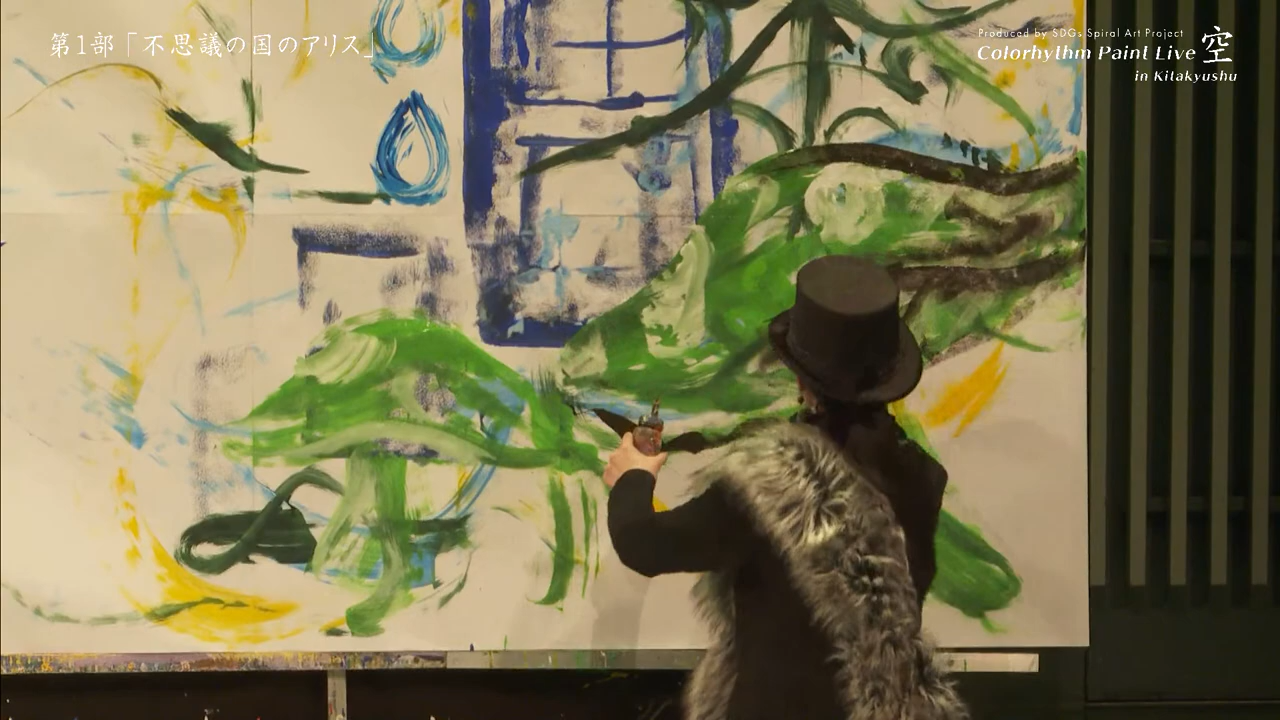 第1部「不思議の国のアリス」
Produced by SDGs Spiral Art Project
Colorhythm Paint Live 空
in Kitakyushu